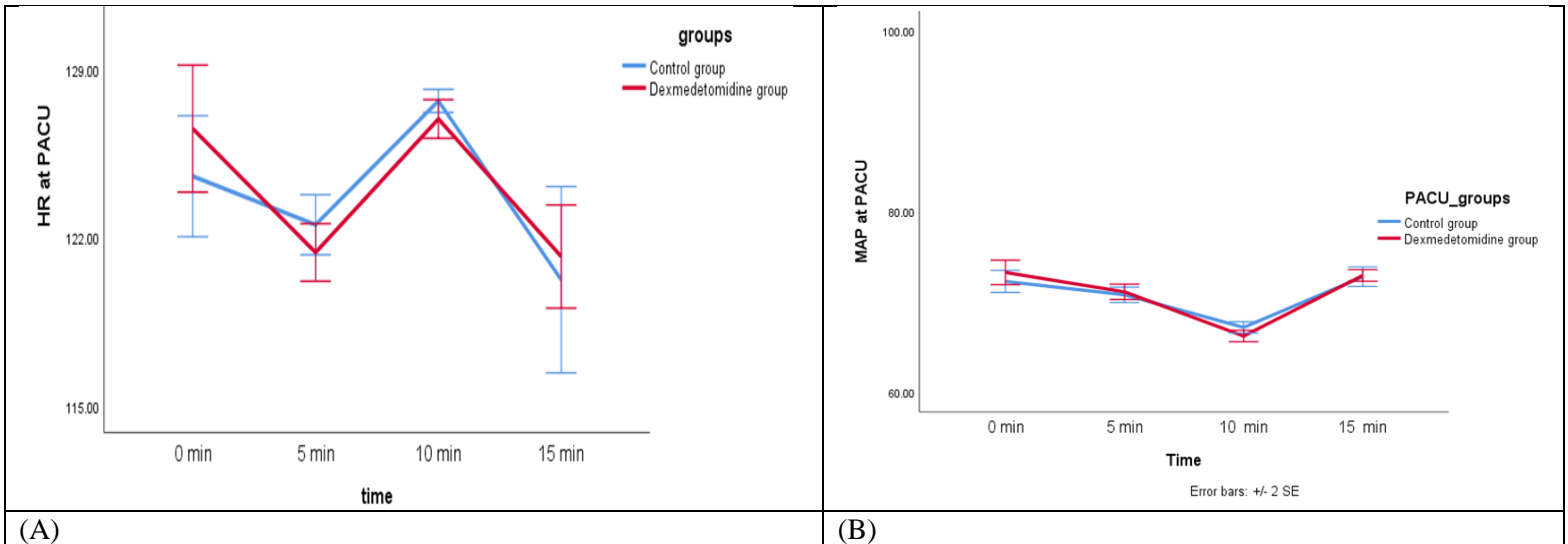 groups
Control group
Dexmedetomidine group
HR at PACU
129.00
122.00
115.00
0 min
5 min
10 min
15 min
time
(A)
100.00
80.00
60.00
MAP at PACU
PACU_groups
Control group
Dexmedetomidine group
0 min
5 min
10 min
15 min
Time
Error bars: +/- 2 SE
(B)